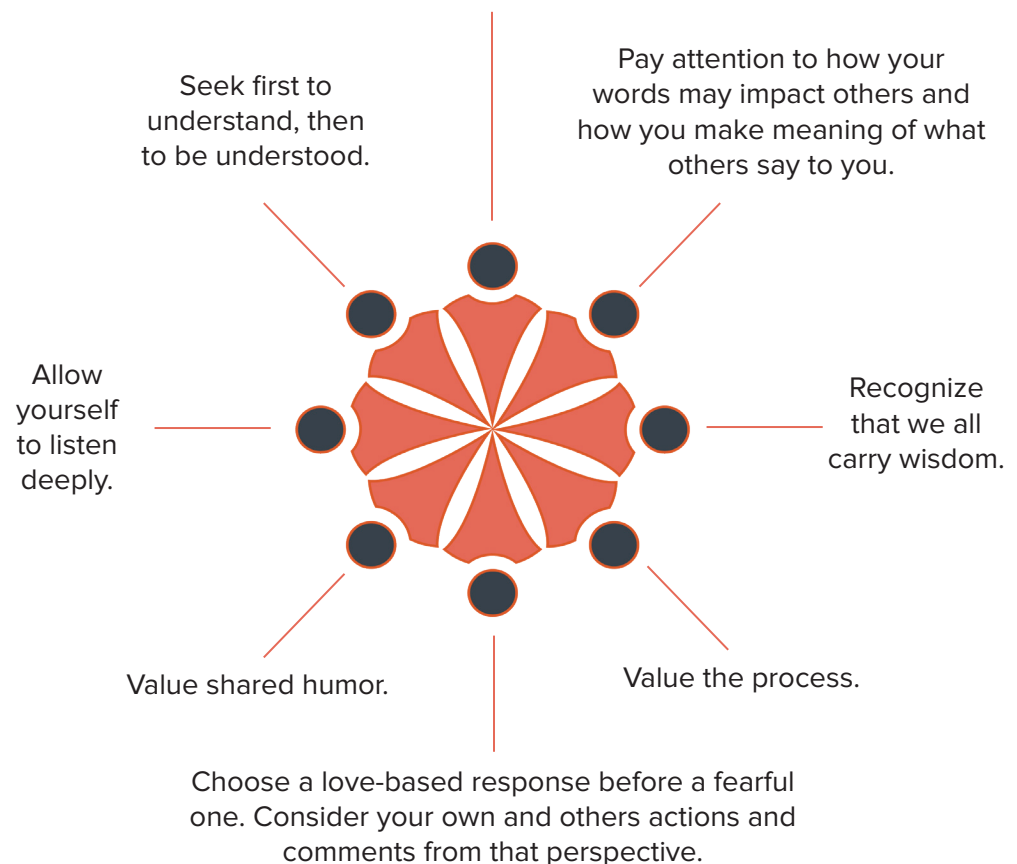 Seek first to
understand, then
to be understood.
Pay attention to how your
words may impact others and
how you make meaning of what
others say to you.
Allow
yourself
to listen
deeply.
Recognize
that we all
carry wisdom.
Value shared humor.
Value the process.
Choose a love-based response before a fearful
one. Consider your own and others actions and
comments from that perspective.